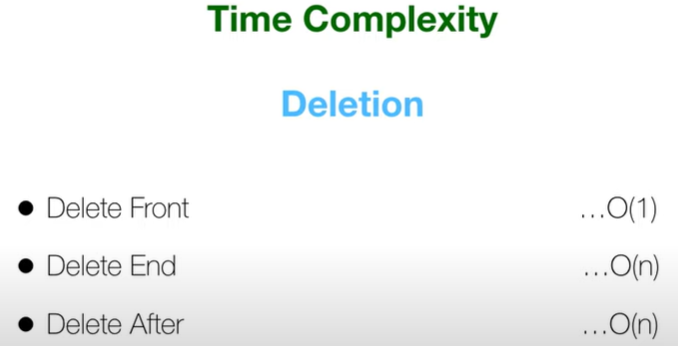 Time Complexity
Deletion
● Delete Front ...O(1)
● Delete End ...O(n)
● Delete After ...O(n)